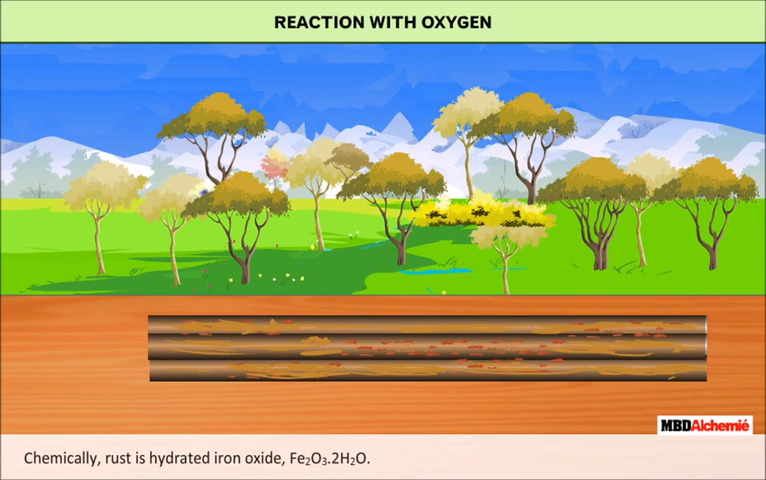 REACTION WITH OXYGEN
MBDAlchemié
Chemically, rust is hydrated iron oxide, Fe₂O₃.2H₂O.